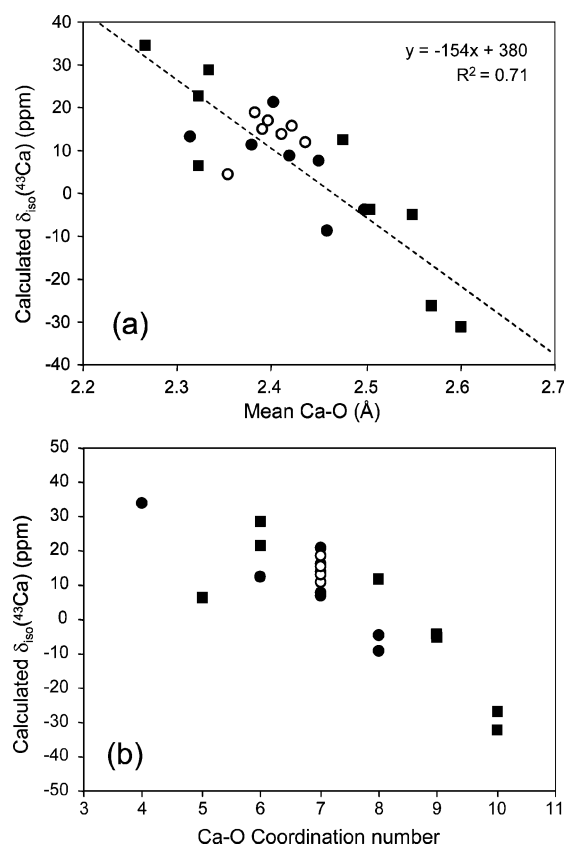 40
30
20
10
0
-10
-20
-30
-40
Calculated δiso(⁴³Ca) (ppm)
y = -154x + 380
R² = 0.71
(a)
2.2 2.3 2.4 2.5 2.6 2.7
Mean Ca-O (Å)
50
40
30
20
10
0
-10
-20
-30
-40
-50
Calculated δiso(⁴³Ca) (ppm)
(b)
3 4 5 6 7 8 9 10 11
Ca-O Coordination number